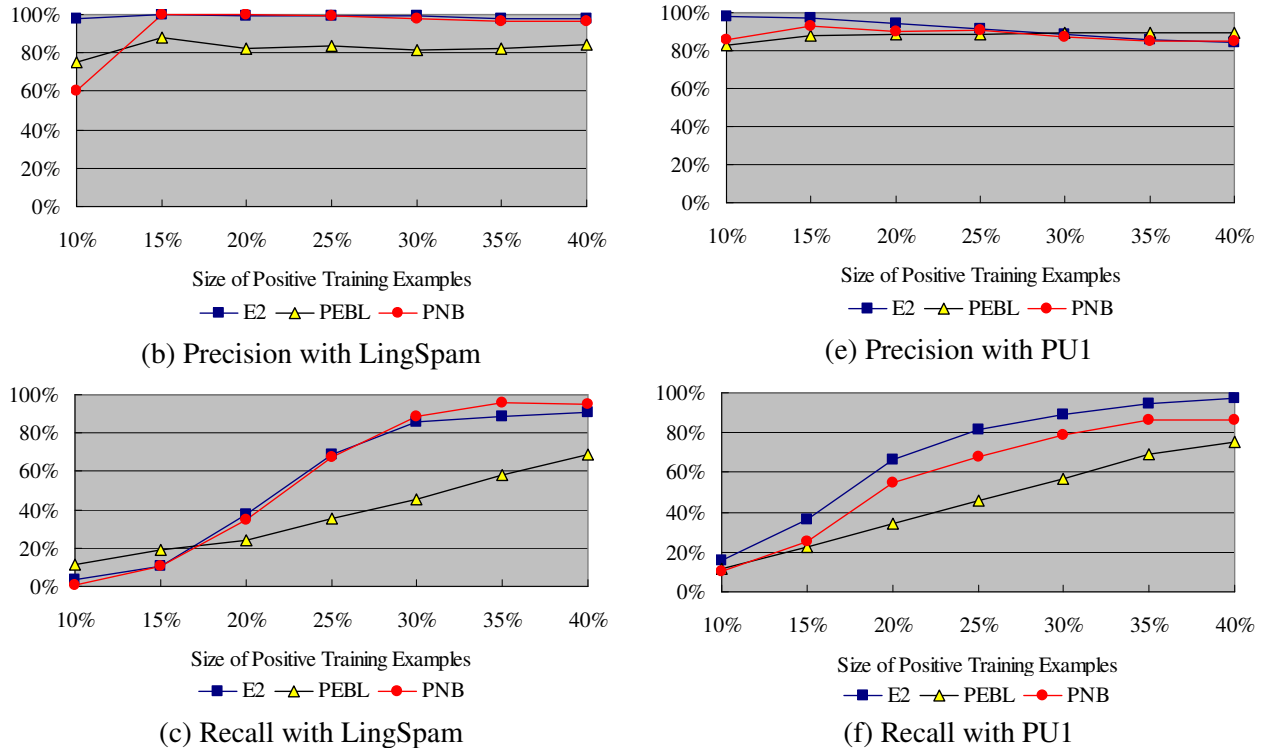 100%
80%
60%
40%
20%
0%
10% 15% 20% 25% 30% 35% 40%
Size of Positive Training Examples
E2 PEBL PNB
(b) Precision with LingSpam
100%
80%
60%
40%
20%
0%
10% 15% 20% 25% 30% 35% 40%
Size of Positive Training Examples
E2 PEBL PNB
(e) Precision with PU1
100%
80%
60%
40%
20%
0%
10% 15% 20% 25% 30% 35% 40%
Size of Positive Training Examples
E2 PEBL PNB
(c) Recall with LingSpam
100%
80%
60%
40%
20%
0%
10% 15% 20% 25% 30% 35% 40%
Size of Positive Training Examples
E2 PEBL PNB
(f) Recall with PU1